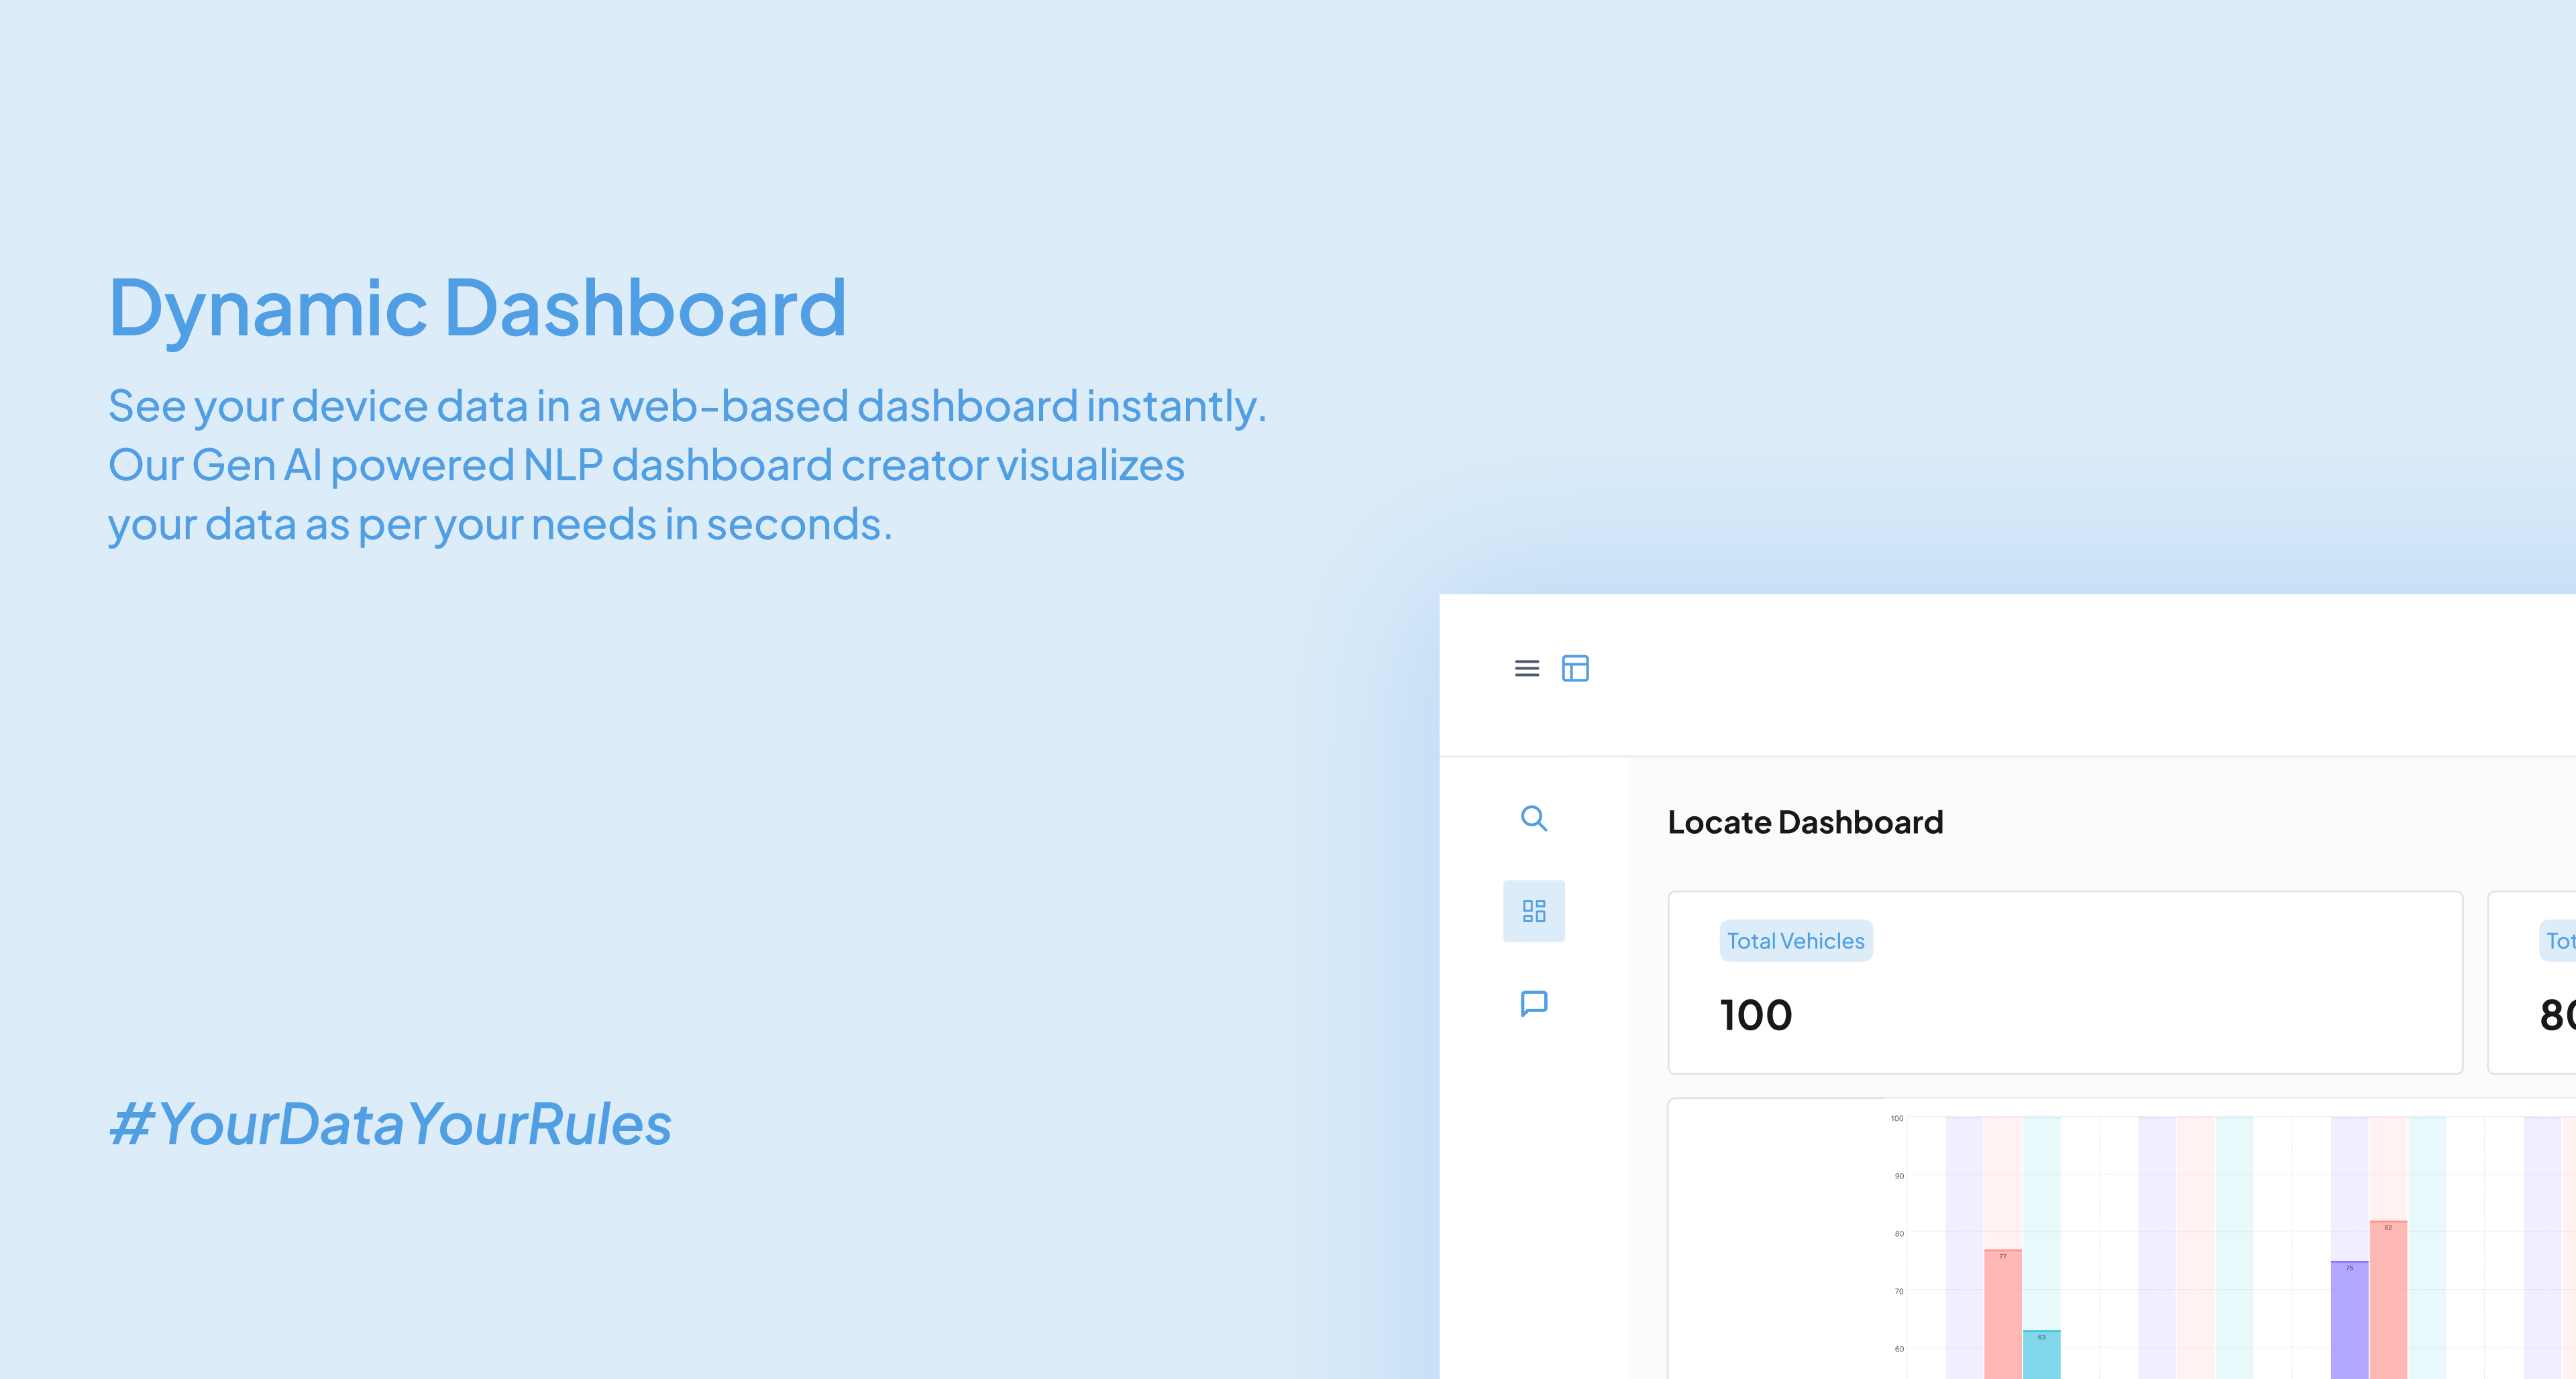 Dynamic Dashboard
See your device data in a web-based dashboard instantly.
Our Gen AI powered NLP dashboard creator visualizes
your data as per your needs in seconds.
#YourDataYourRules
Locate Dashboard
Total Vehicles
100
100
90
80
70
60
77
63
75
82